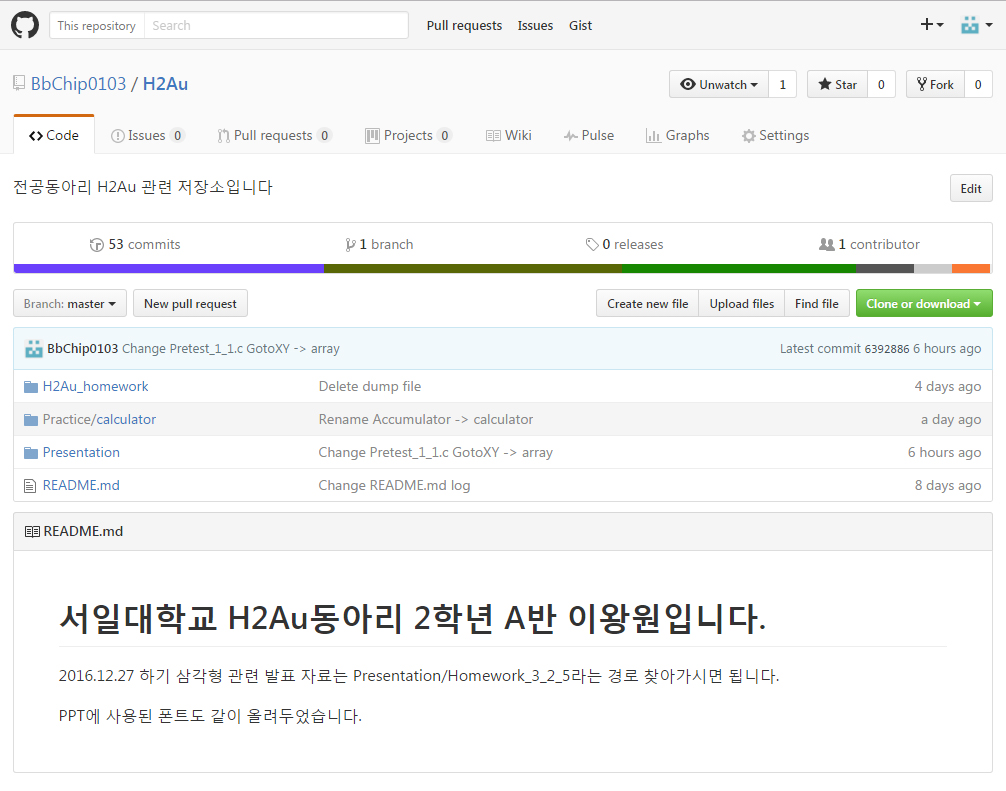 This repository Search Pull requests Issues Gist
BbChip0103 / H2Au Unwatch 1 Star 0 Fork 0
Code Issues 0 Pull requests 0 Projects 0 Wiki Pulse Graphs Settings
전공동아리 H2Au 관련 저장소입니다 Edit
53 commits 1 branch 0 releases 1 contributor
Branch: master New pull request Create new file Upload files Find file Clone or download
BbChip0103 Change Pretest_1_1.c GotoXY -> array Latest commit 6392886 6 hours ago
H2Au_homework Delete dump file 4 days ago
Practice/calculator Rename Accumulator -> calculator a day ago
Presentation Change Pretest_1_1.c GotoXY -> array 6 hours ago
README.md Change README.md log 8 days ago
README.md
서일대학교 H2Au동아리 2학년 A반 이왕원입니다.
2016.12.27 하기 삼각형 관련 발표 자료는 Presentation/Homework_3_2_5라는 경로 찾아가시면 됩니다.
PPT에 사용된 폰트도 같이 올려두었습니다.